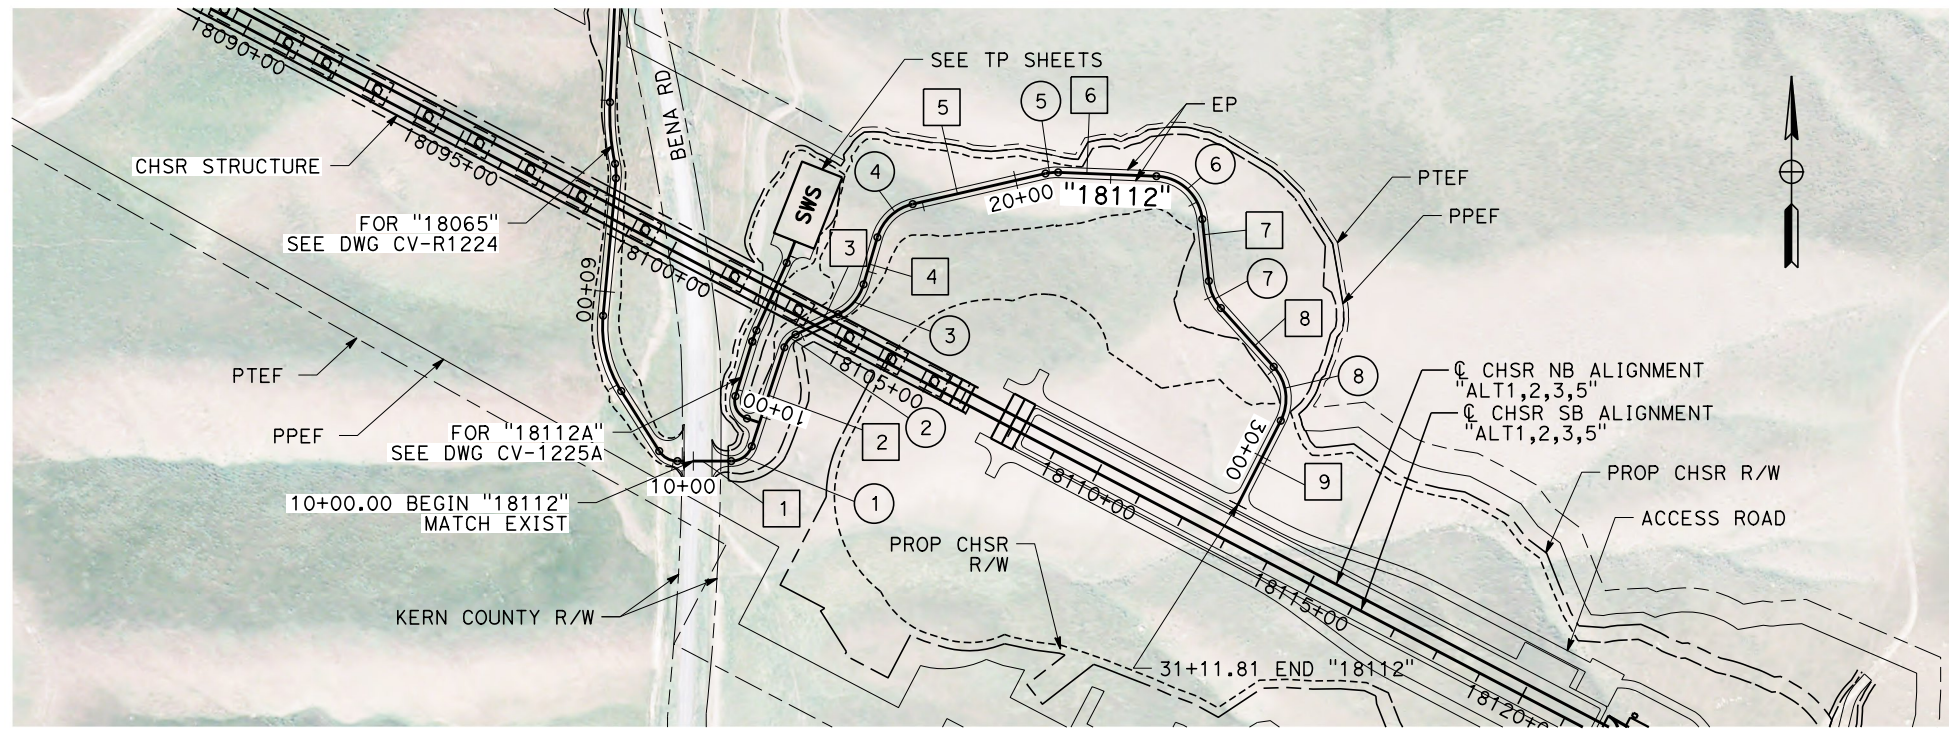 18090+00
18095+00
18100+00
18105+00
18110+00
18115+00
18120+0
BENA RD
SEE TP SHEETS
5
5
6
EP
CHSR STRUCTURE
4
6
PTEF
SWS
20+00
"18112"
PPEF
FOR "18065"
SEE DWG CV-R1224
3
4
7
7
60+00
8
3
PTEF
8
℄ CHSR NB ALIGNMENT
"ALT1,2,3,5"
℄ CHSR SB ALIGNMENT
"ALT1,2,3,5"
PPEF
FOR "18112A"
SEE DWG CV-1225A
10+00
2
2
30+00
PROP CHSR R/W
9
10+00
1
1
10+00.00 BEGIN "18112"
MATCH EXIST
ACCESS ROAD
PROP CHSR
R/W
KERN COUNTY R/W
31+11.81 END "18112"